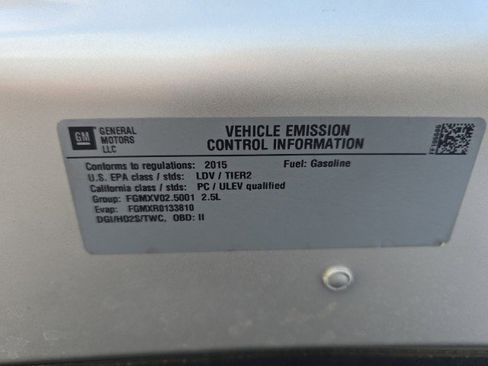 GM GENERAL MOTORS LLC
VEHICLE EMISSION
CONTROL INFORMATION
Conforms to regulations: 2015 Fuel: Gasoline
U.S. EPA class / stds: LDV / TIER2
California class / stds: PC / ULEV qualified
Group: FGMXV02.5001 2.5L
Evap: FGMXR0133810
DGI/HO2S/TWC, OBD: II